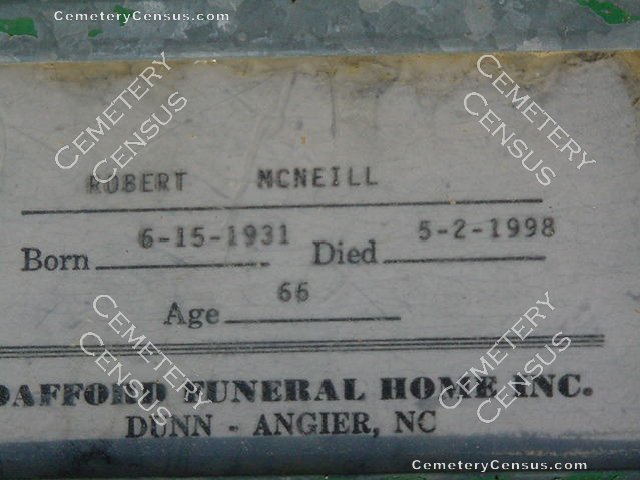 CemeteryCensus.com
CEMETERY CENSUS
CEMETERY CENSUS
ROBERT MCNEILL
6-15-1931 5-2-1998
Born Died
66
Age
CEMETERY CENSUS
CEMETERY CENSUS
DAFFORD FUNERAL HOME INC.
DUNN - ANGIER, NC
CemeteryCensus.com